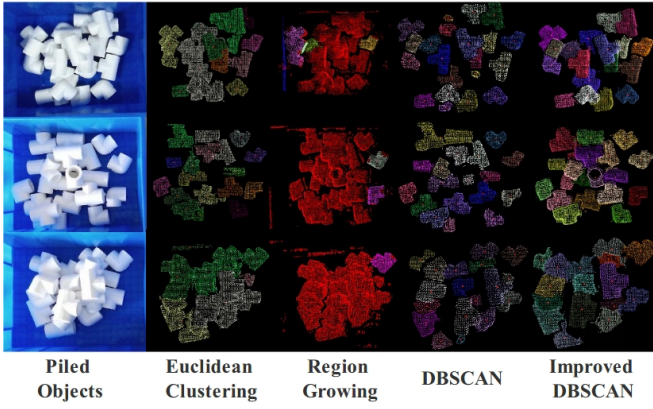 Piled
Objects
Euclidean
Clustering
Region
Growing
DBSCAN
Improved
DBSCAN